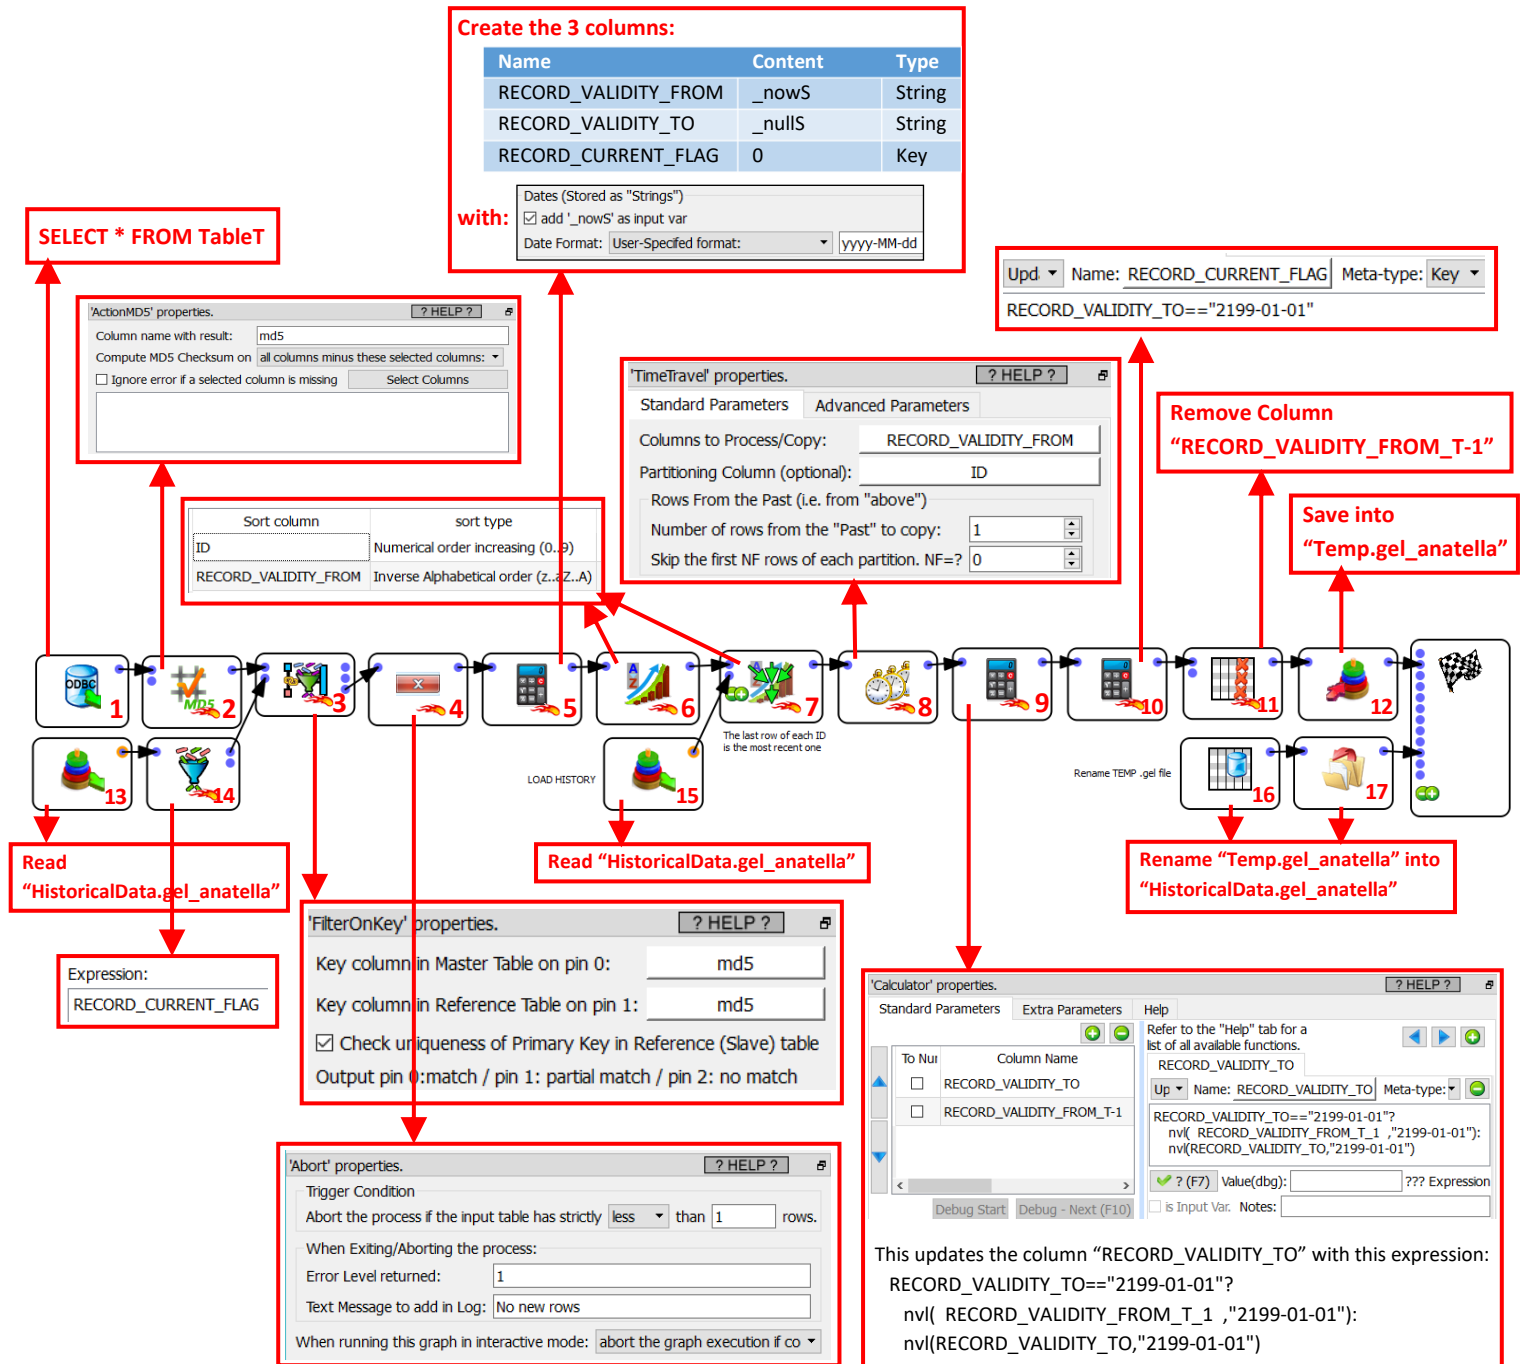 Create the 3 columns:
Name Content Type
RECORD_VALIDITY_FROM _nowS String
RECORD_VALIDITY_TO _nullS String
RECORD_CURRENT_FLAG 0 Key
with:
Dates (Stored as "Strings")
add '_nowS' as input var
Date Format: User-Specifed format: yyyy-MM-dd
SELECT * FROM TableT
'ActionMD5' properties. ? HELP ?
Column name with result: md5
Compute MD5 Checksum on all columns minus these selected columns:
Ignore error if a selected column is missing Select Columns
Upd Name: RECORD_CURRENT_FLAG Meta-type: Key
RECORD_VALIDITY_TO=="2199-01-01"
'TimeTravel' properties. ? HELP ?
Standard Parameters Advanced Parameters
Columns to Process/Copy: RECORD_VALIDITY_FROM
Partitioning Column (optional): ID
Rows From the Past (i.e. from "above")
Number of rows from the "Past" to copy: 1
Skip the first NF rows of each partition. NF=? 0
Remove Column
“RECORD_VALIDITY_FROM_T-1”
Save into
“Temp.gel_anatella”
Sort column sort type
ID Numerical order increasing (0..9)
RECORD_VALIDITY_FROM Inverse Alphabetical order (z..aZ..A)
ODBC 1
MD5 2
3
4
5
A Z 6
7
8
9
10
11
12
The last row of each ID
is the most recent one
13
14
LOAD HISTORY
15
Rename TEMP .gel file
16
17
Read
“HistoricalData.gel_anatella”
Read “HistoricalData.gel_anatella”
Rename “Temp.gel_anatella” into
“HistoricalData.gel_anatella”
Expression:
RECORD_CURRENT_FLAG
'FilterOnKey' properties. ? HELP ?
Key column in Master Table on pin 0: md5
Key column in Reference Table on pin 1: md5
Check uniqueness of Primary Key in Reference (Slave) table
Output pin 0:match / pin 1: partial match / pin 2: no match
'Abort' properties. ? HELP ?
Trigger Condition
Abort the process if the input table has strictly less than 1 rows.
When Exiting/Aborting the process:
Error Level returned: 1
Text Message to add in Log: No new rows
When running this graph in interactive mode: abort the graph execution if co
'Calculator' properties. ? HELP ?
Standard Parameters Extra Parameters Help
Refer to the "Help" tab for a
list of all available functions.
To Nur Column Name
RECORD_VALIDITY_TO
RECORD_VALIDITY_FROM_T-1
RECORD_VALIDITY_TO
Up Name: RECORD_VALIDITY_TO Meta-type:
RECORD_VALIDITY_TO=="2199-01-01"?
nvl( RECORD_VALIDITY_FROM_T_1 ,"2199-01-01"):
nvl(RECORD_VALIDITY_TO,"2199-01-01")
? (F7) Value(dbg): ??? Expression
Debug Start Debug - Next (F10) is Input Var. Notes:
This updates the column “RECORD_VALIDITY_TO” with this expression:
RECORD_VALIDITY_TO=="2199-01-01"?
nvl( RECORD_VALIDITY_FROM_T_1 ,"2199-01-01"):
nvl(RECORD_VALIDITY_TO,"2199-01-01")